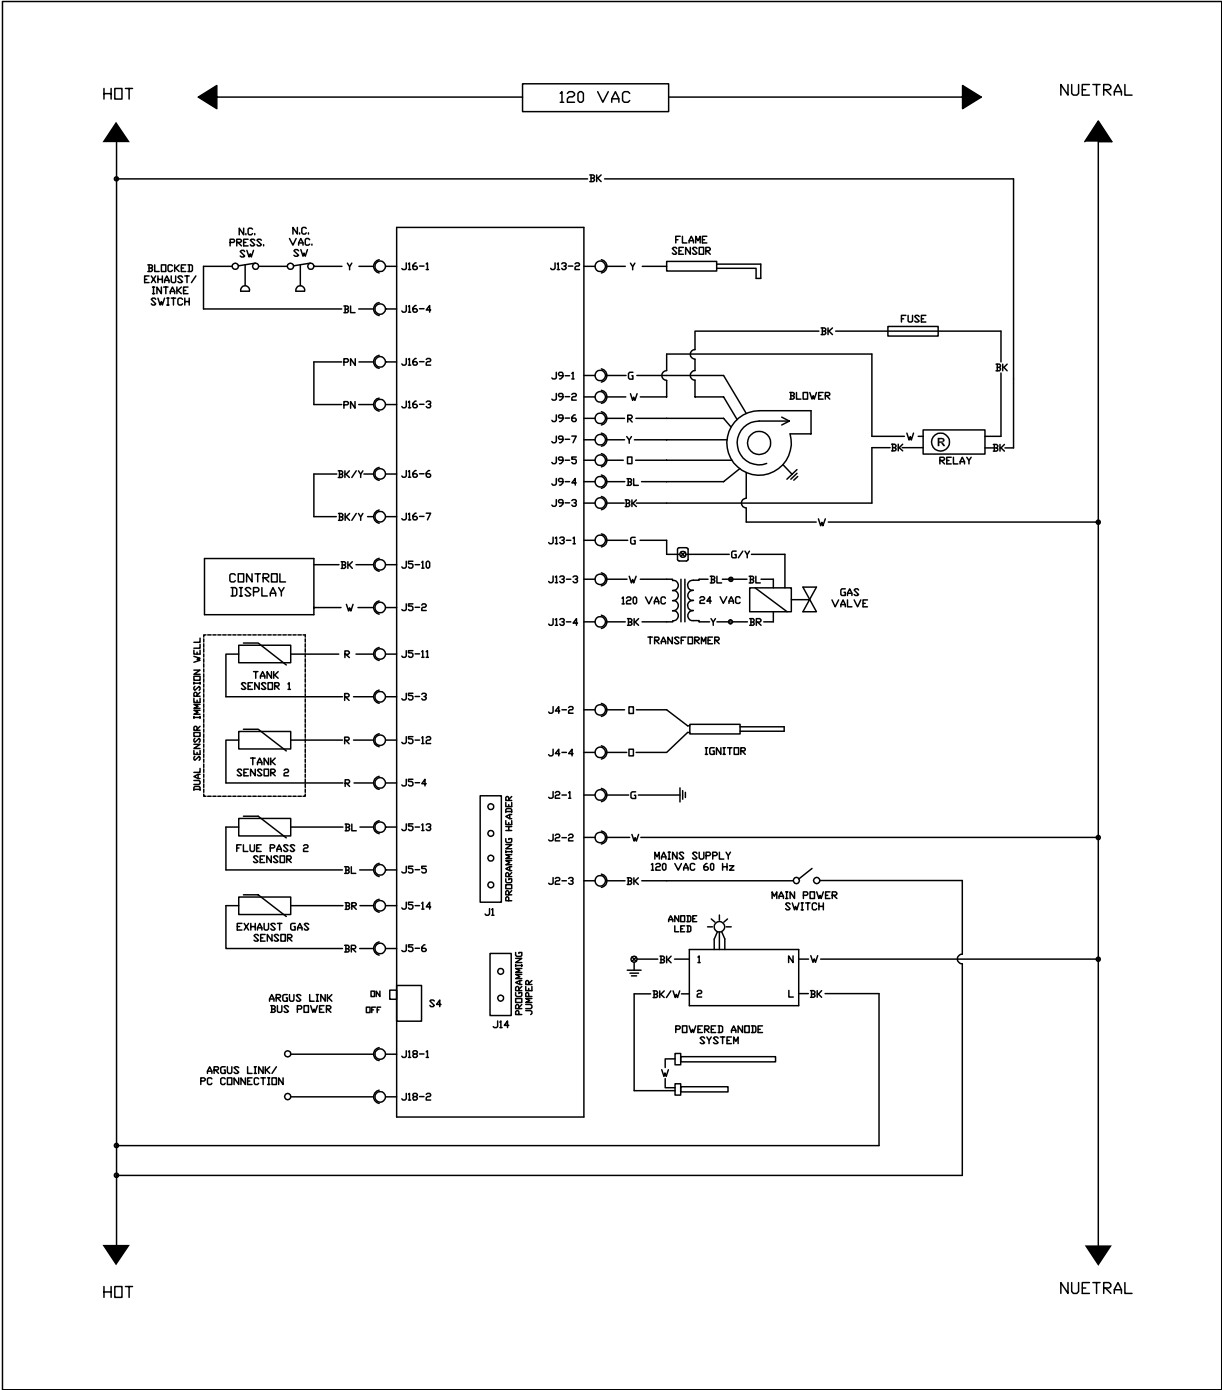 HOT
120 VAC
NUETRAL
BK
N.C.
PRESS.
SW
N.C.
VAC.
SW
BLOCKED
EXHAUST/
INTAKE
SWITCH
Y
J16-1
BL
J16-4
PN
J16-2
PN
J16-3
BK/Y
J16-6
BK/Y
J16-7
CONTROL
DISPLAY
BK
J5-10
W
J5-2
DUAL SENSOR IMMERSION WELL
TANK
SENSOR 1
R
J5-11
R
J5-3
TANK
SENSOR 2
R
J5-12
R
J5-4
FLUE PASS 2
SENSOR
BL
J5-13
BL
J5-5
EXHAUST GAS
SENSOR
BR
J5-14
BR
J5-6
ARGUS LINK
BUS POWER
ON
OFF
S4
ARGUS LINK/
PC CONNECTION
J18-1
J18-2
PROGRAMMING HEADER
J1
PROGRAMMING
JUMPER
J14
J13-2
Y
FLAME
SENSOR
FUSE
BK
BK
J9-1
G
J9-2
W
J9-6
R
J9-7
Y
J9-5
O
J9-4
BL
J9-3
BK
BLOWER
W
BK
R
BK
RELAY
W
J13-1
G
G/Y
J13-3
W
BL
BL
120 VAC
24 VAC
GAS
VALVE
J13-4
BK
Y
BR
TRANSFORMER
J4-2
O
J4-4
O
IGNITOR
J2-1
G
J2-2
W
MAINS SUPPLY
120 VAC 60 Hz
J2-3
BK
MAIN POWER
SWITCH
ANODE
LED
BK
1
N
W
BK/W
2
L
BK
POWERED ANODE
SYSTEM
W
HOT
NUETRAL